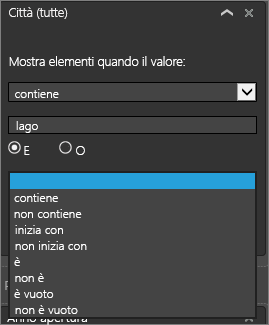 Città (tutte)
Mostra elementi quando il valore:
contiene
lago
E O
contiene
non contiene
inizia con
non inizia con
è
non è
è vuoto
non è vuoto
Anno apertura